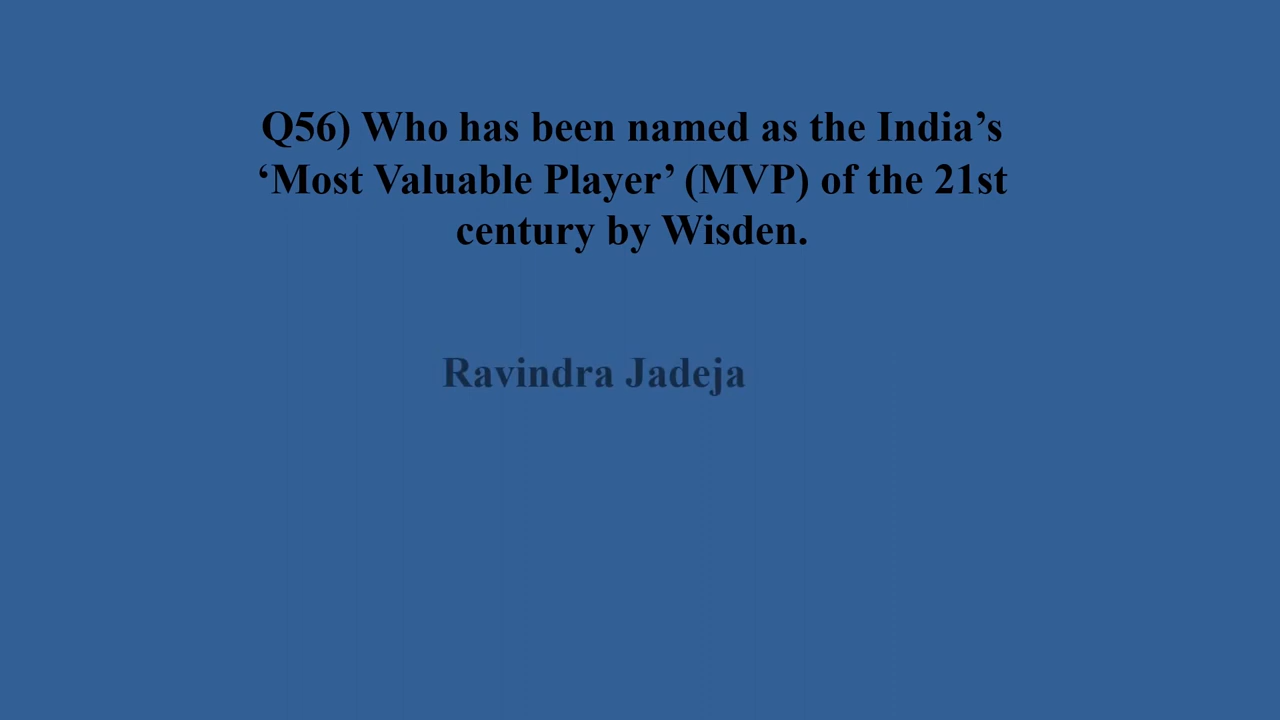 Q56) Who has been named as the India’s
‘Most Valuable Player’ (MVP) of the 21st
century by Wisden.
Ravindra Jadeja